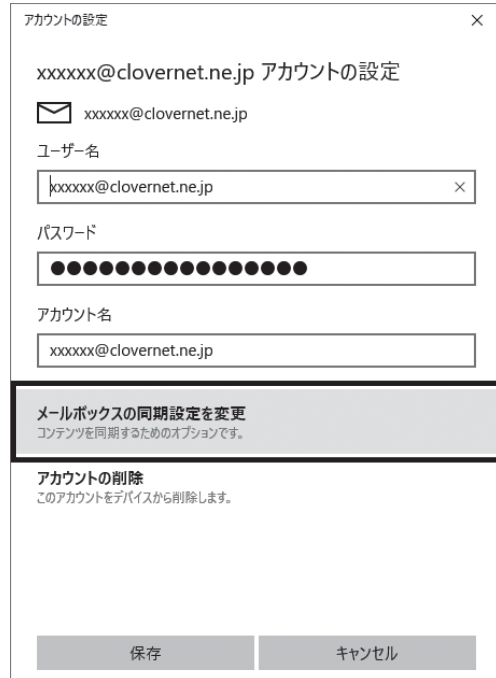 アカウントの設定
xxxxxx@clovernet.ne.jp アカウントの設定
xxxxxx@clovernet.ne.jp
ユーザー名
xxxxxx@clovernet.ne.jp
パスワード
●●●●●●●●●●●●●●●●
アカウント名
xxxxxx@clovernet.ne.jp
メールボックスの同期設定を変更
コンテンツを同期するためのオプションです。
アカウントの削除
このアカウントをデバイスから削除します。
保存
キャンセル